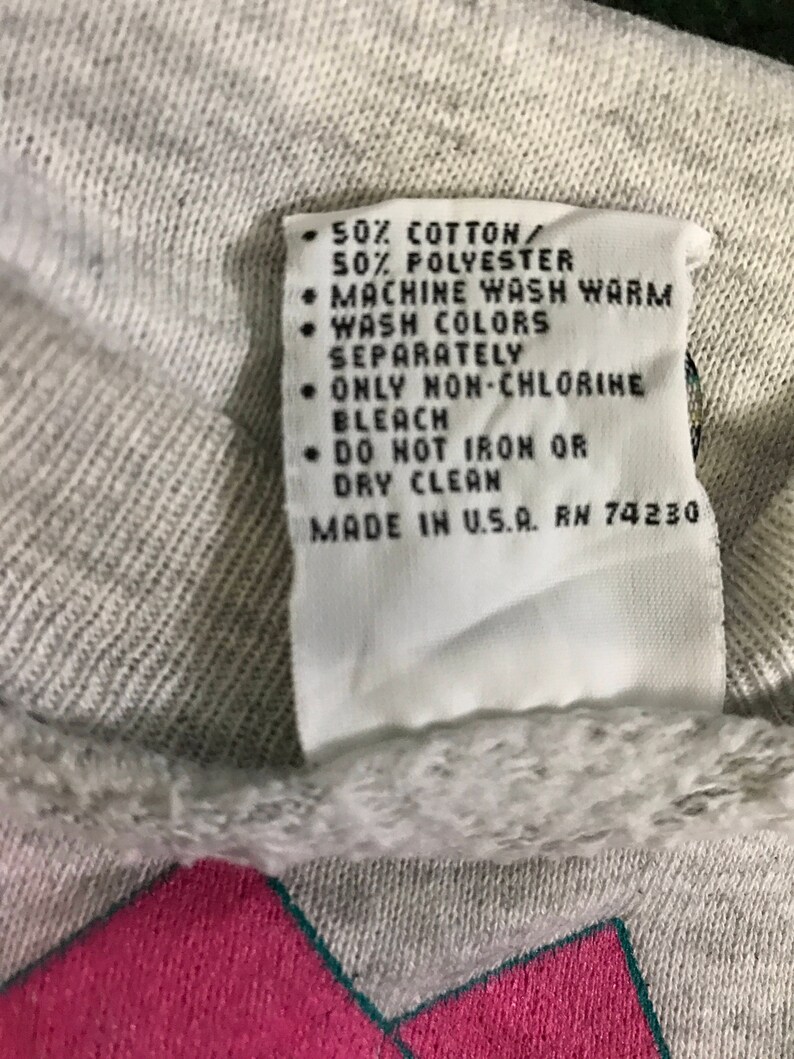 • 50% COTTON/
50% POLYESTER
• MACHINE WASH WARM
• WASH COLORS
SEPARATELY
• ONLY NON-CHLORINE
BLEACH
• DO NOT IRON OR
DRY CLEAN
MADE IN U.S.A. RN 74230